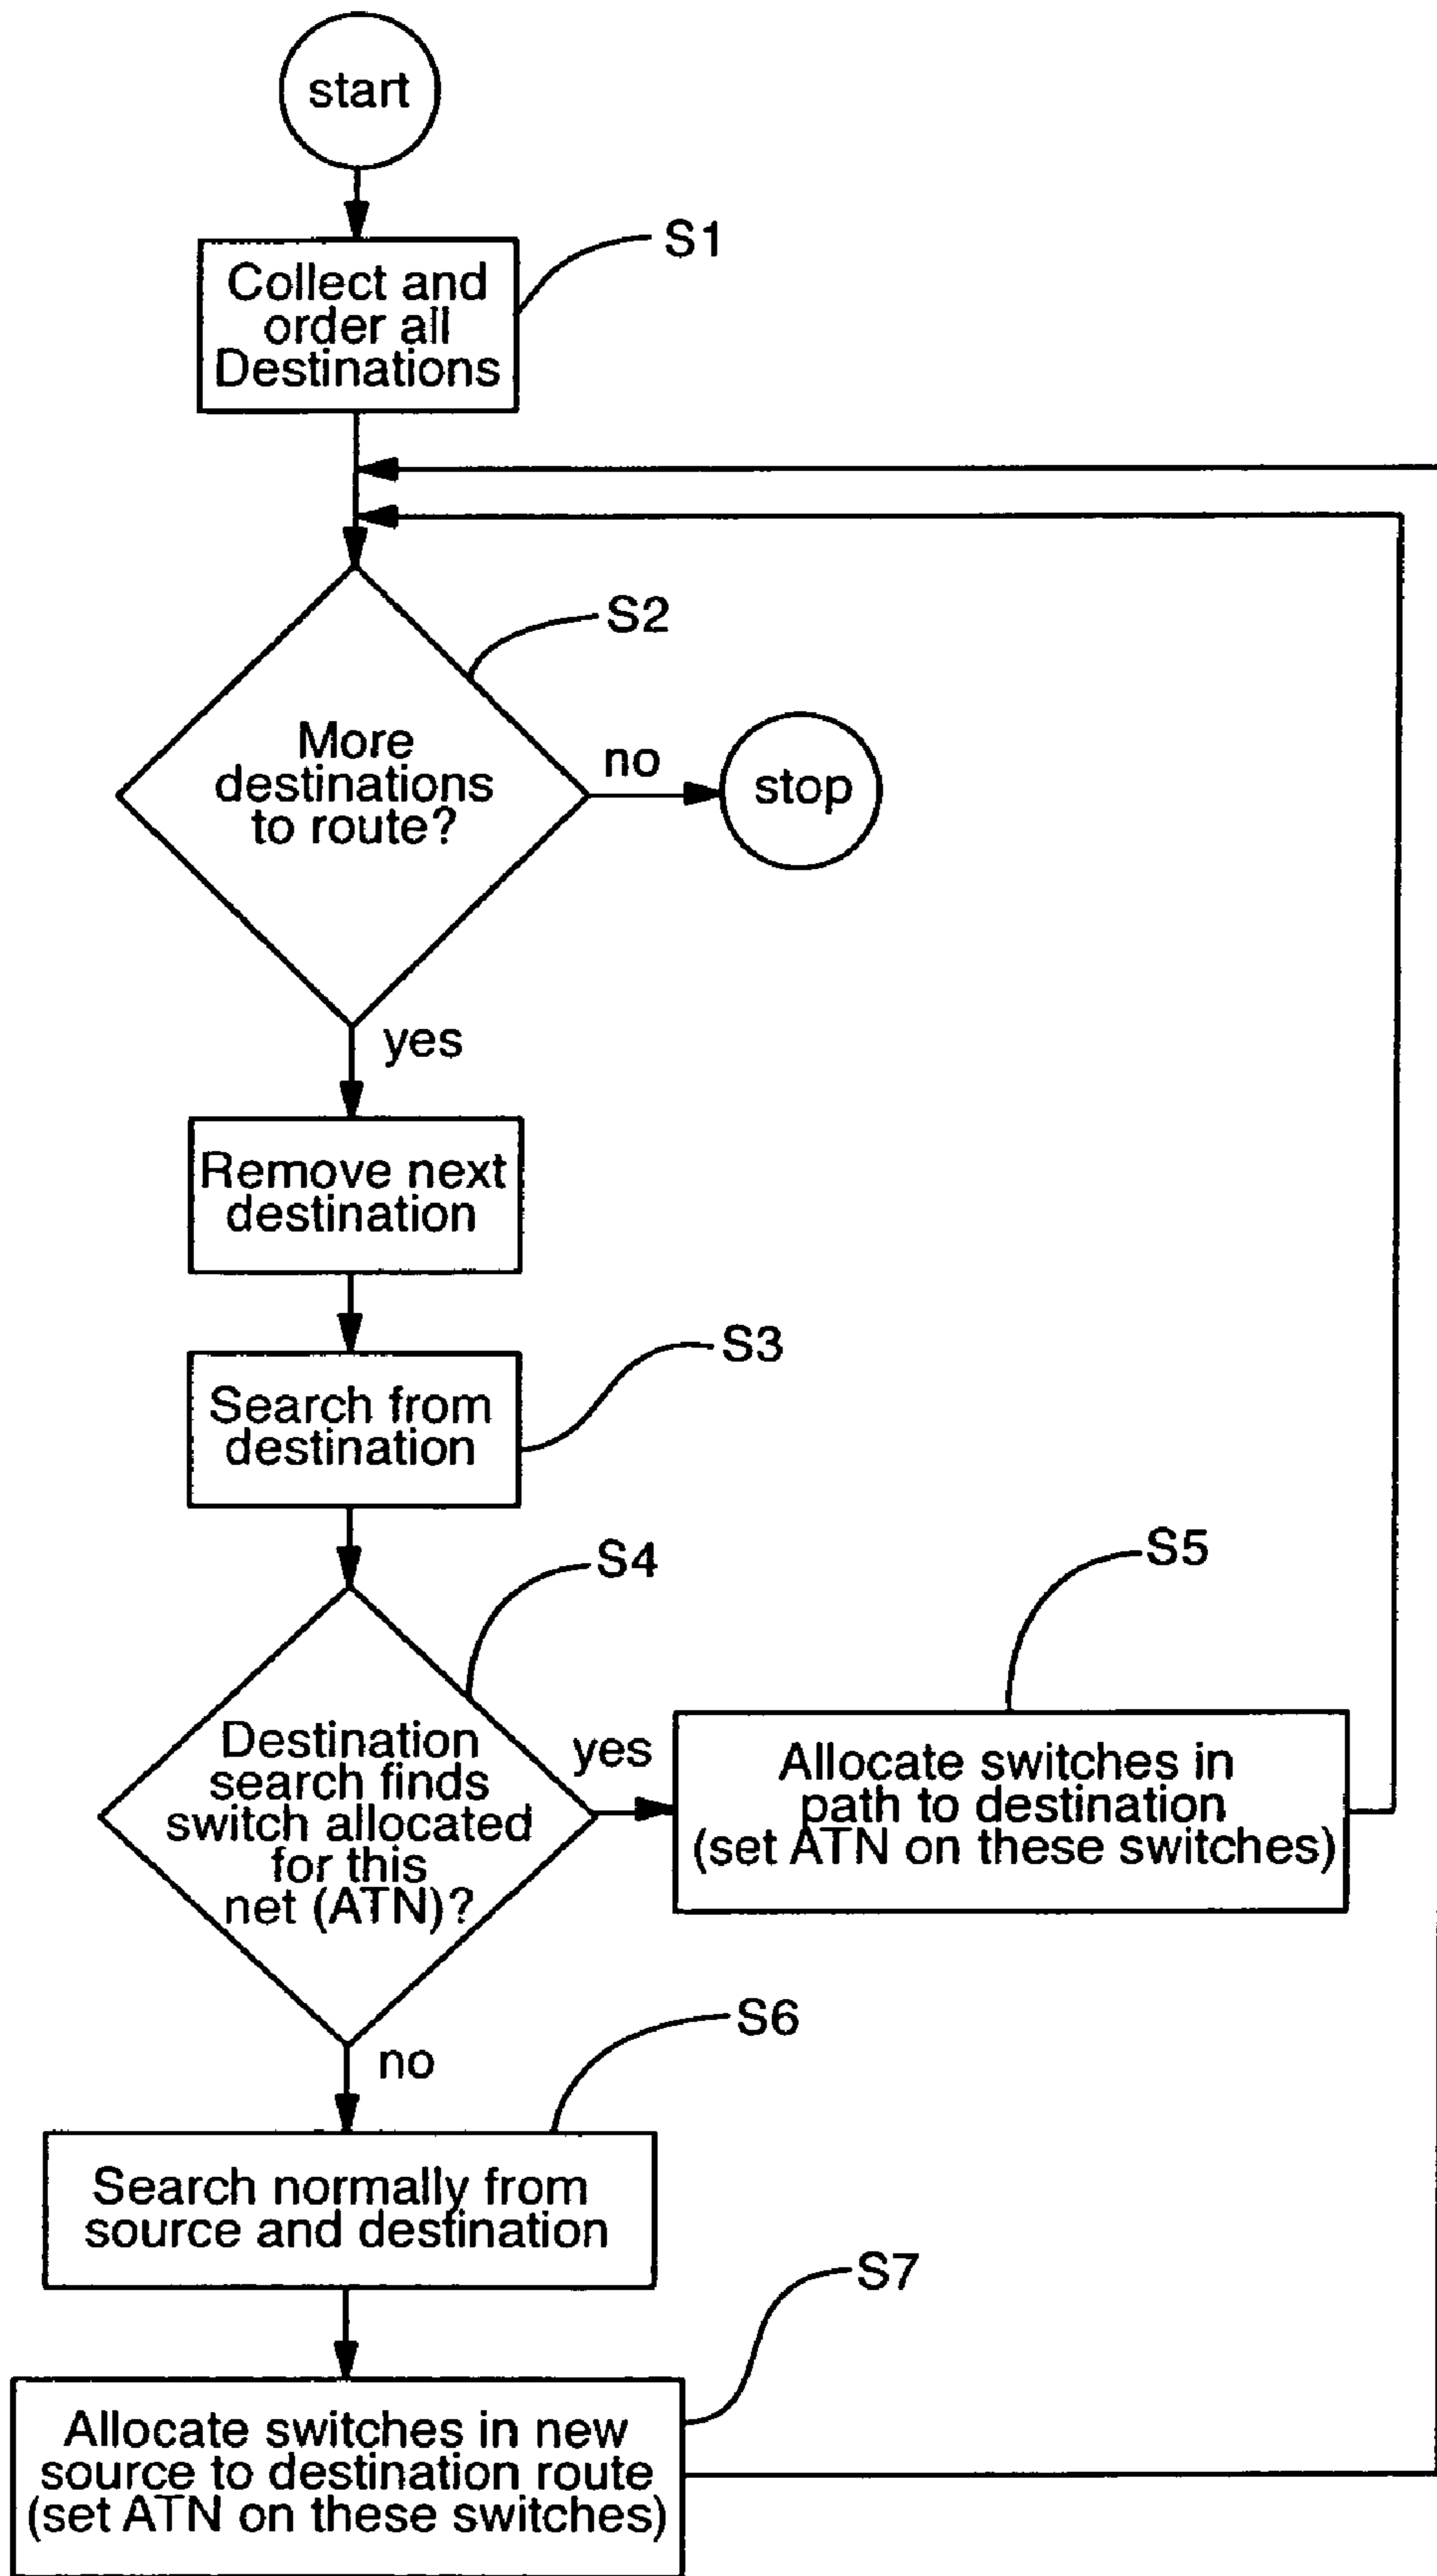 start
S1
Collect and
order all
Destinations
S2
More
destinations
to route?
no
stop
yes
Remove next
destination
S3
Search from
destination
S4
S5
Destination
search finds
switch allocated
for this
net (ATN)?
yes
Allocate switches in
path to destination
(set ATN on these switches)
no
S6
Search normally from
source and destination
S7
Allocate switches in new
source to destination route
(set ATN on these switches)